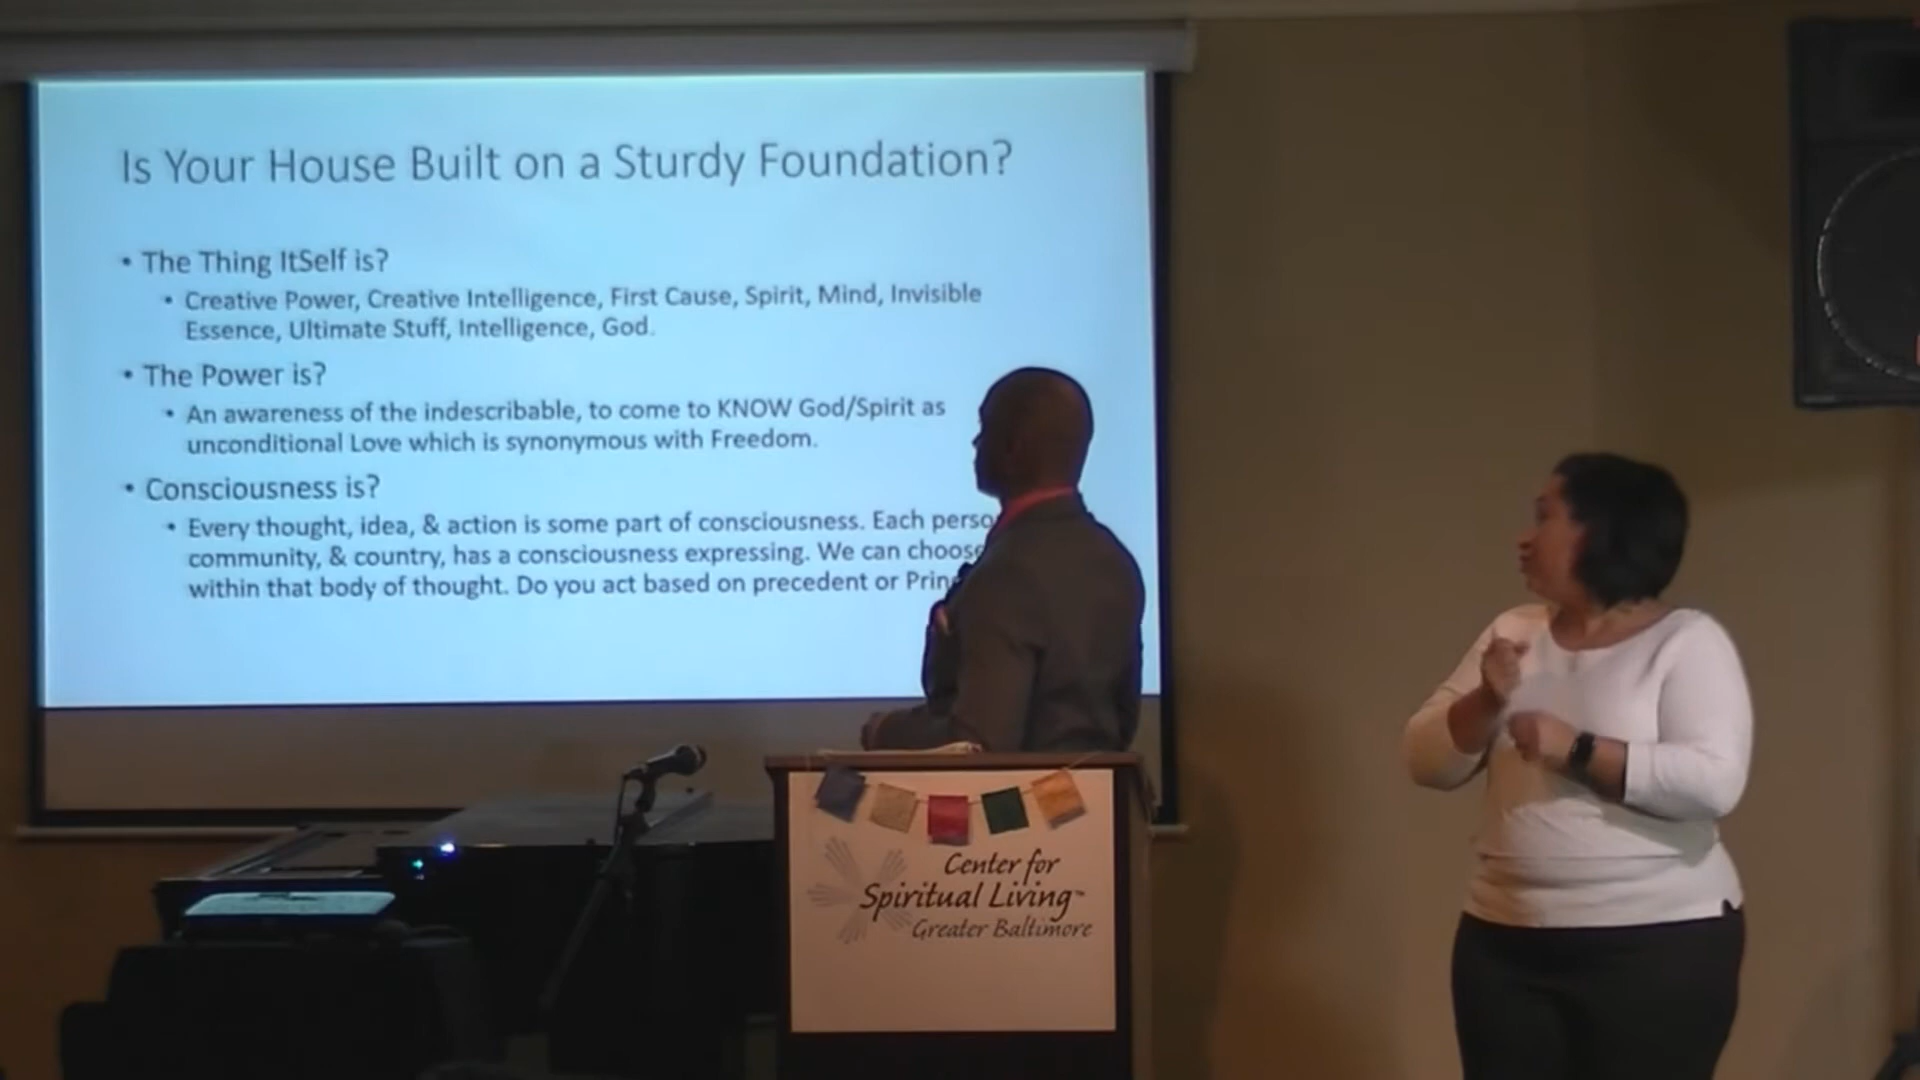 Is Your House Built on a Sturdy Foundation?
• The Thing ItSelf is?
• Creative Power, Creative Intelligence, First Cause, Spirit, Mind, Invisible
Essence, Ultimate Stuff, Intelligence, God.
• The Power is?
• An awareness of the indescribable, to come to KNOW God/Spirit as
unconditional Love which is synonymous with Freedom.
• Consciousness is?
• Every thought, idea, & action is some part of consciousness. Each perso
community, & country, has a consciousness expressing. We can choose
within that body of thought. Do you act based on precedent or Prin
Center for
Spiritual Living™
Greater Baltimore